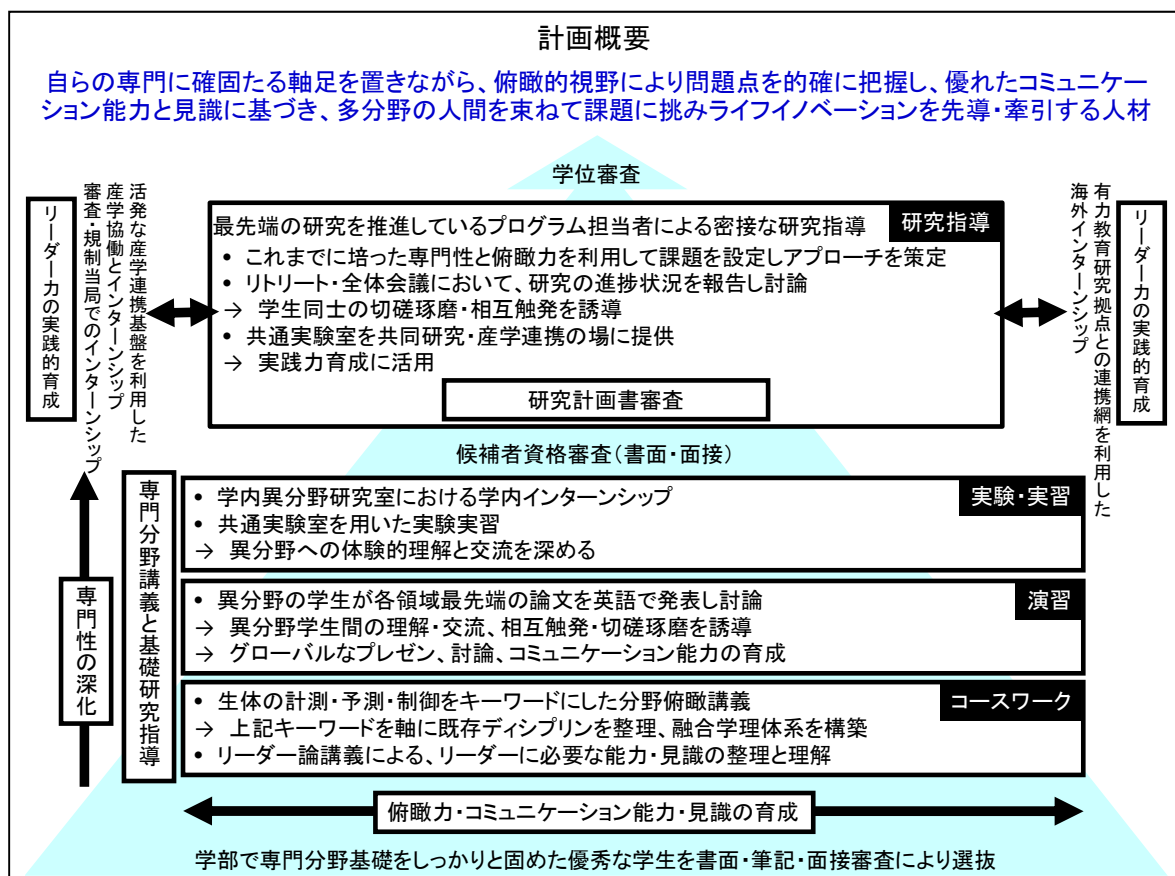 計画概要
自らの専門に確固たる軸足を置きながら、俯瞰的視野により問題点を的確に把握し、優れたコミュニケー
ション能力と見識に基づき、多分野の人間を束ねて課題に挑みライフイノベーションを先導・牽引する人材
学位審査
リーダー力の実践的育成
活発な産学連携基盤を利用した
産学協働とインターンシップ
審査・規制当局でのインターンシップ
最先端の研究を推進しているプログラム担当者による密接な研究指導
研究指導
• これまでに培った専門性と俯瞰力を利用して課題を設定しアプローチを策定
• リトリート・全体会議において、研究の進捗状況を報告し討論
→ 学生同士の切磋琢磨・相互触発を誘導
• 共通実験室を共同研究・産学連携の場に提供
→ 実践力育成に活用
研究計画書審査
有力教育研究拠点との連携網を利用した
海外インターンシップ
リーダー力の実践的育成
候補者資格審査(書面・面接)
専門性の深化
専門分野講義と基礎研究指導
• 学内異分野研究室における学内インターンシップ
実験・実習
• 共通実験室を用いた実験実習
→ 異分野への体験的理解と交流を深める
• 異分野の学生が各領域最先端の論文を英語で発表し討論
演習
→ 異分野学生間の理解・交流、相互触発・切磋琢磨を誘導
→ グローバルなプレゼン、討論、コミュニケーション能力の育成
• 生体の計測・予測・制御をキーワードにした分野俯瞰講義
コースワーク
→ 上記キーワードを軸に既存ディシプリンを整理、融合学理体系を構築
• リーダー論講義による、リーダーに必要な能力・見識の整理と理解
俯瞰力・コミュニケーション能力・見識の育成
学部で専門分野基礎をしっかりと固めた優秀な学生を書面・筆記・面接審査により選抜